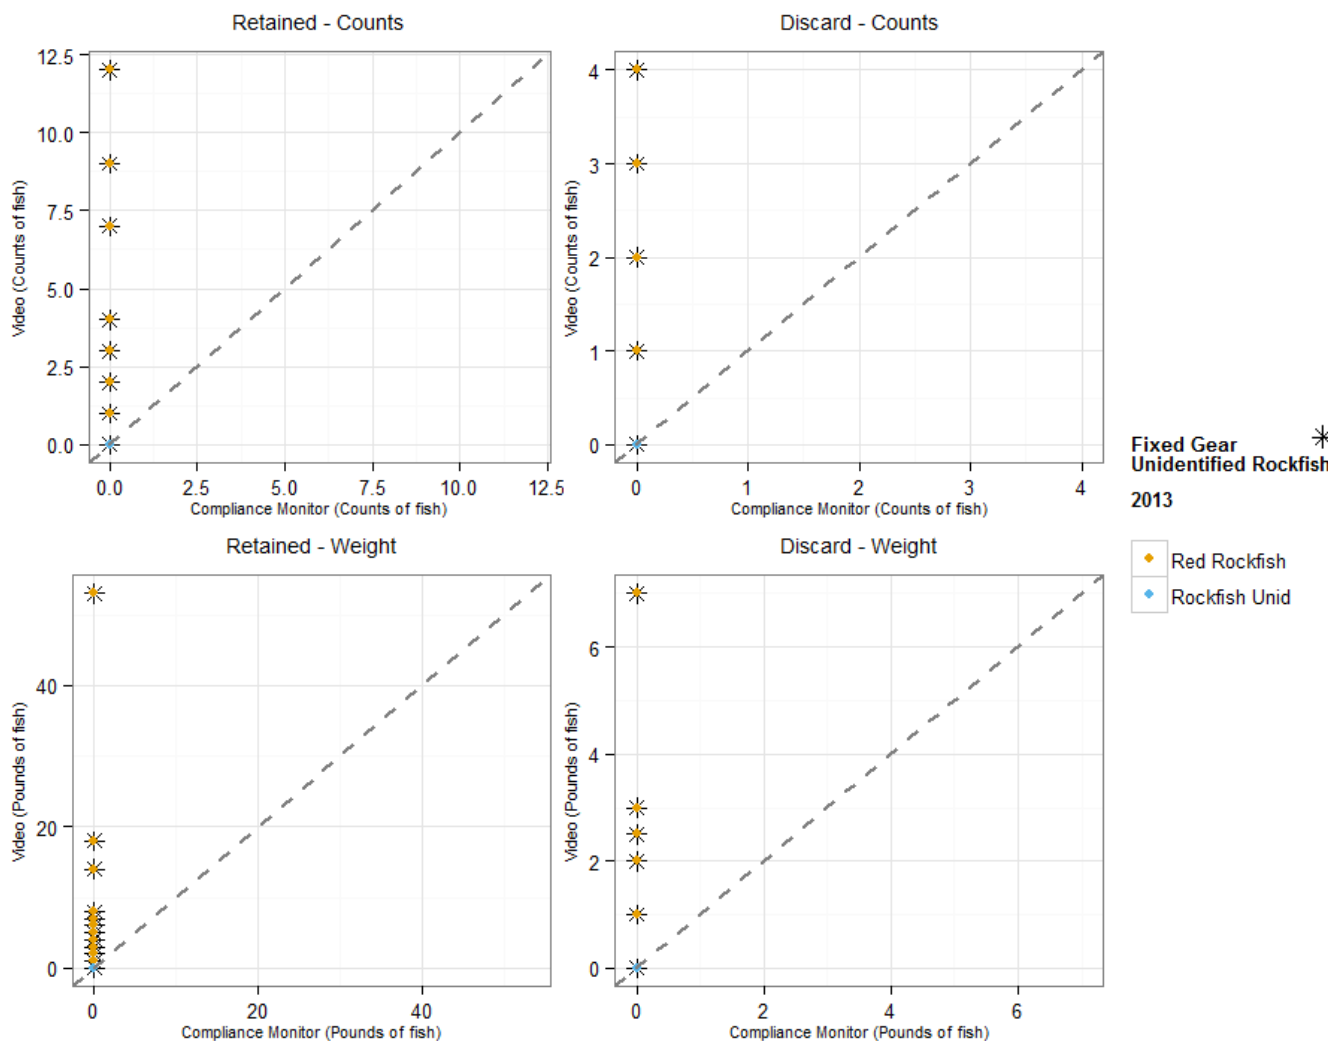 Retained - Counts
12.5
10.0
7.5
5.0
2.5
0.0
Video (Counts of fish)
0.0 2.5 5.0 7.5 10.0 12.5
Compliance Monitor (Counts of fish)
Discard - Counts
4
3
2
1
0
Video (Counts of fish)
0 1 2 3 4
Compliance Monitor (Counts of fish)
Retained - Weight
40
20
0
Video (Pounds of fish)
0 20 40
Compliance Monitor (Pounds of fish)
Discard - Weight
6
4
2
0
Video (Pounds of fish)
0 2 4 6
Compliance Monitor (Pounds of fish)
Fixed Gear
Unidentified Rockfish
2013
Red Rockfish
Rockfish Unid